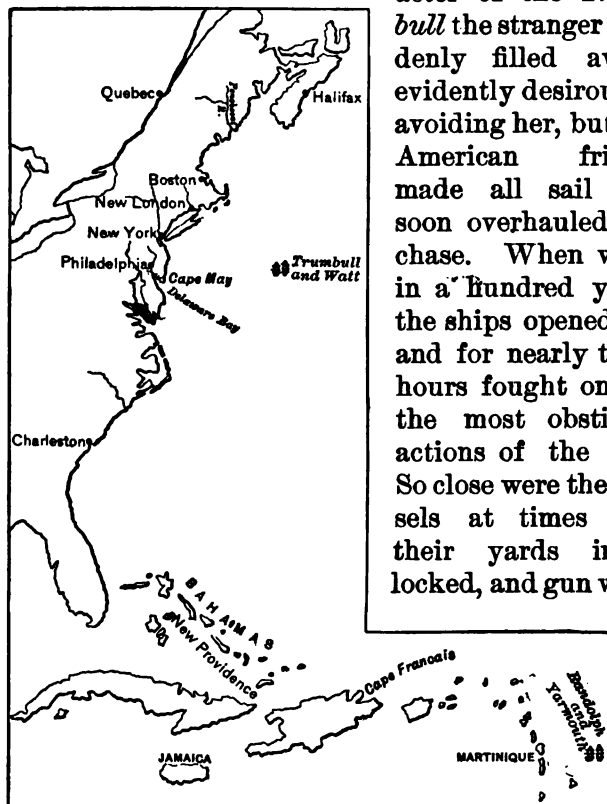 bull the stranger
denly filled
evidently desirou
avoiding her, but
American fri
made all sail
soon overhauled
chase. When w
in a hundred y
the ships opened
and for nearly t
hours fought on
the most obsti
actions of the
So close were the
sels at times
their yards in
locked, and gun w
Quebec
Halifax
Boston
New London
New York
Philadelphia
Trumbull
and Watt
Cape May
Delaware Bay
Charleston
BAHAMAS
New Providence
Cape Francais
Randolph
and
Yarmouth
JAMAICA
MARTINIQUE